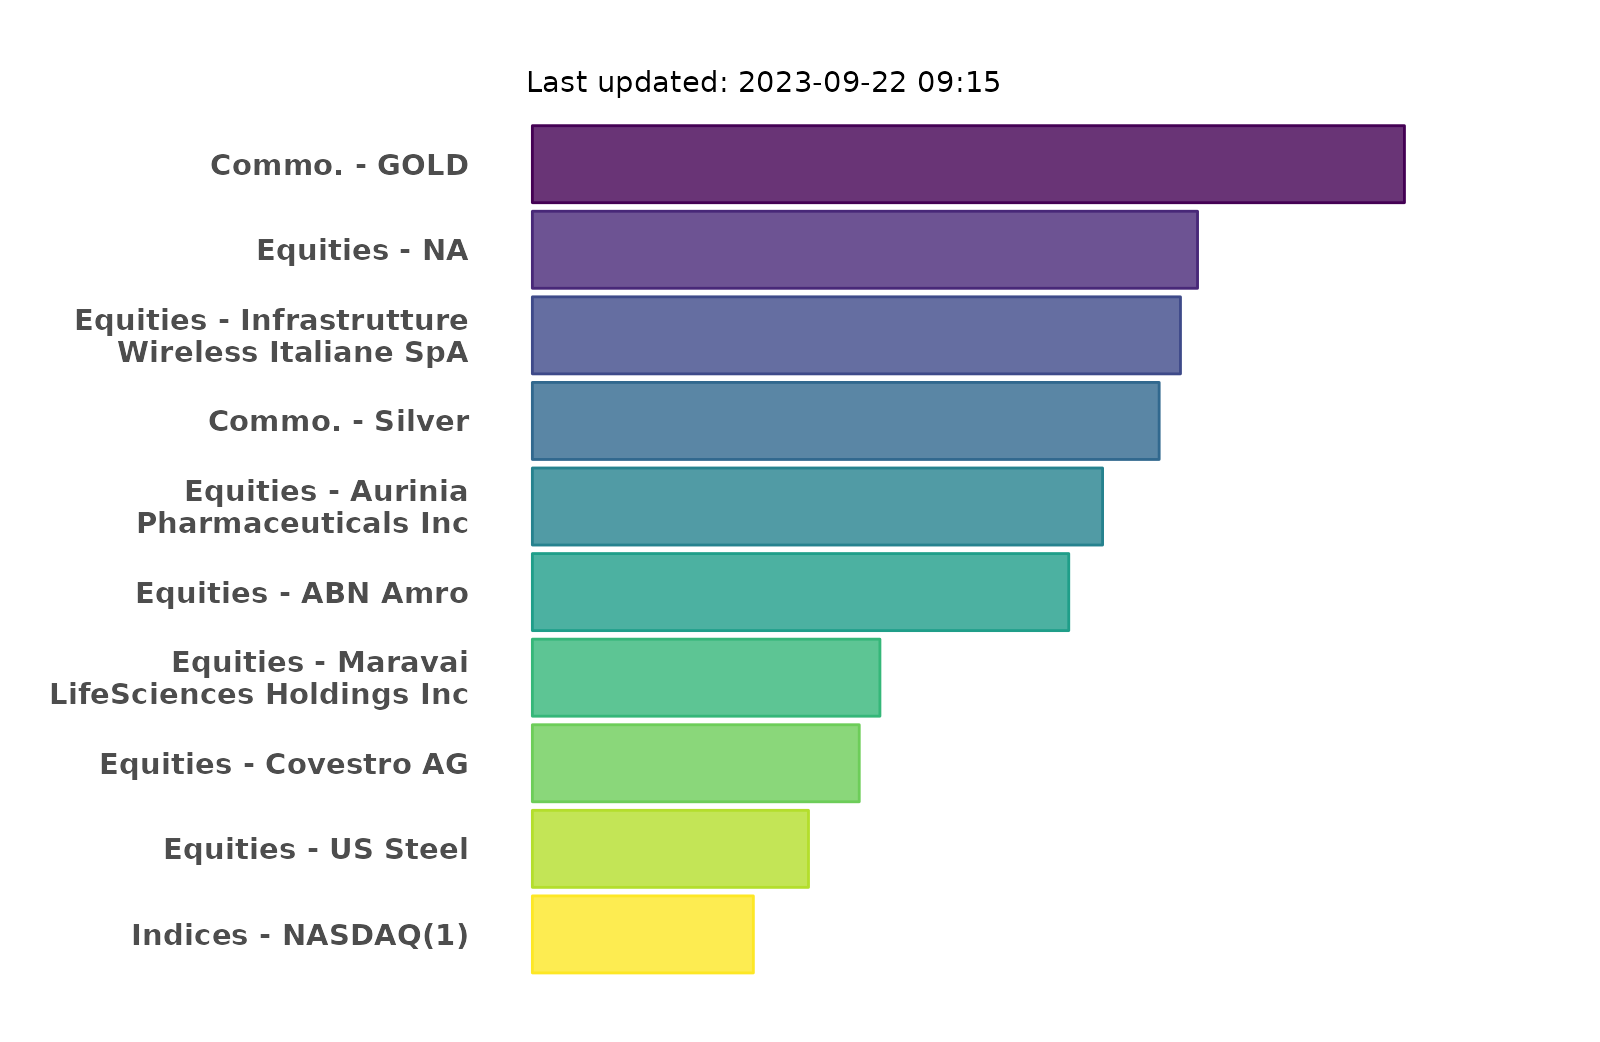 Last updated: 2023-09-22 09:15
Commo. - GOLD
Equities - NA
Equities - Infrastrutture
Wireless Italiane SpA
Commo. - Silver
Equities - Aurinia
Pharmaceuticals Inc
Equities - ABN Amro
Equities - Maravai
LifeSciences Holdings Inc
Equities - Covestro AG
Equities - US Steel
Indices - NASDAQ(1)